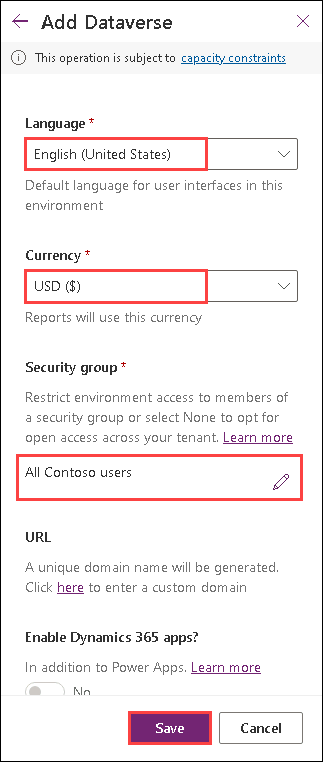 Add Dataverse
This operation is subject to capacity constraints
Language *
English (United States)
Default language for user interfaces in this
environment
Currency *
USD ($)
Reports will use this currency
Security group *
Restrict environment access to members
of a security group or select None to opt for
open access across your tenant. Learn more
All Contoso users
URL
A unique domain name will be generated.
Click here to enter a custom domain
Enable Dynamics 365 apps?
In addition to Power Apps. Learn more
No
Save Cancel